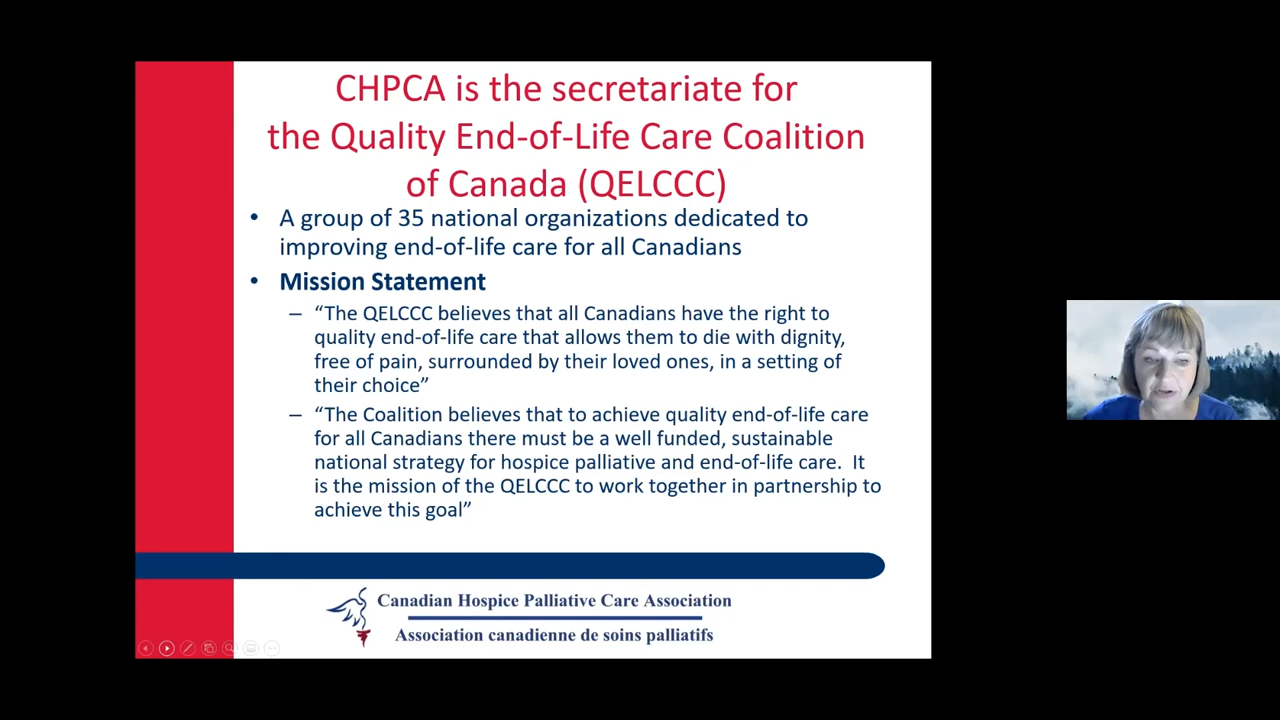 CHPCA is the secretariate for
the Quality End-of-Life Care Coalition
of Canada (QELCCC)
• A group of 35 national organizations dedicated to
improving end-of-life care for all Canadians
• Mission Statement
– “The QELCCC believes that all Canadians have the right to
quality end-of-life care that allows them to die with dignity,
free of pain, surrounded by their loved ones, in a setting of
their choice”
– “The Coalition believes that to achieve quality end-of-life care
for all Canadians there must be a well funded, sustainable
national strategy for hospice palliative and end-of-life care. It
is the mission of the QELCCC to work together in partnership to
achieve this goal”
Canadian Hospice Palliative Care Association
Association canadienne de soins palliatifs